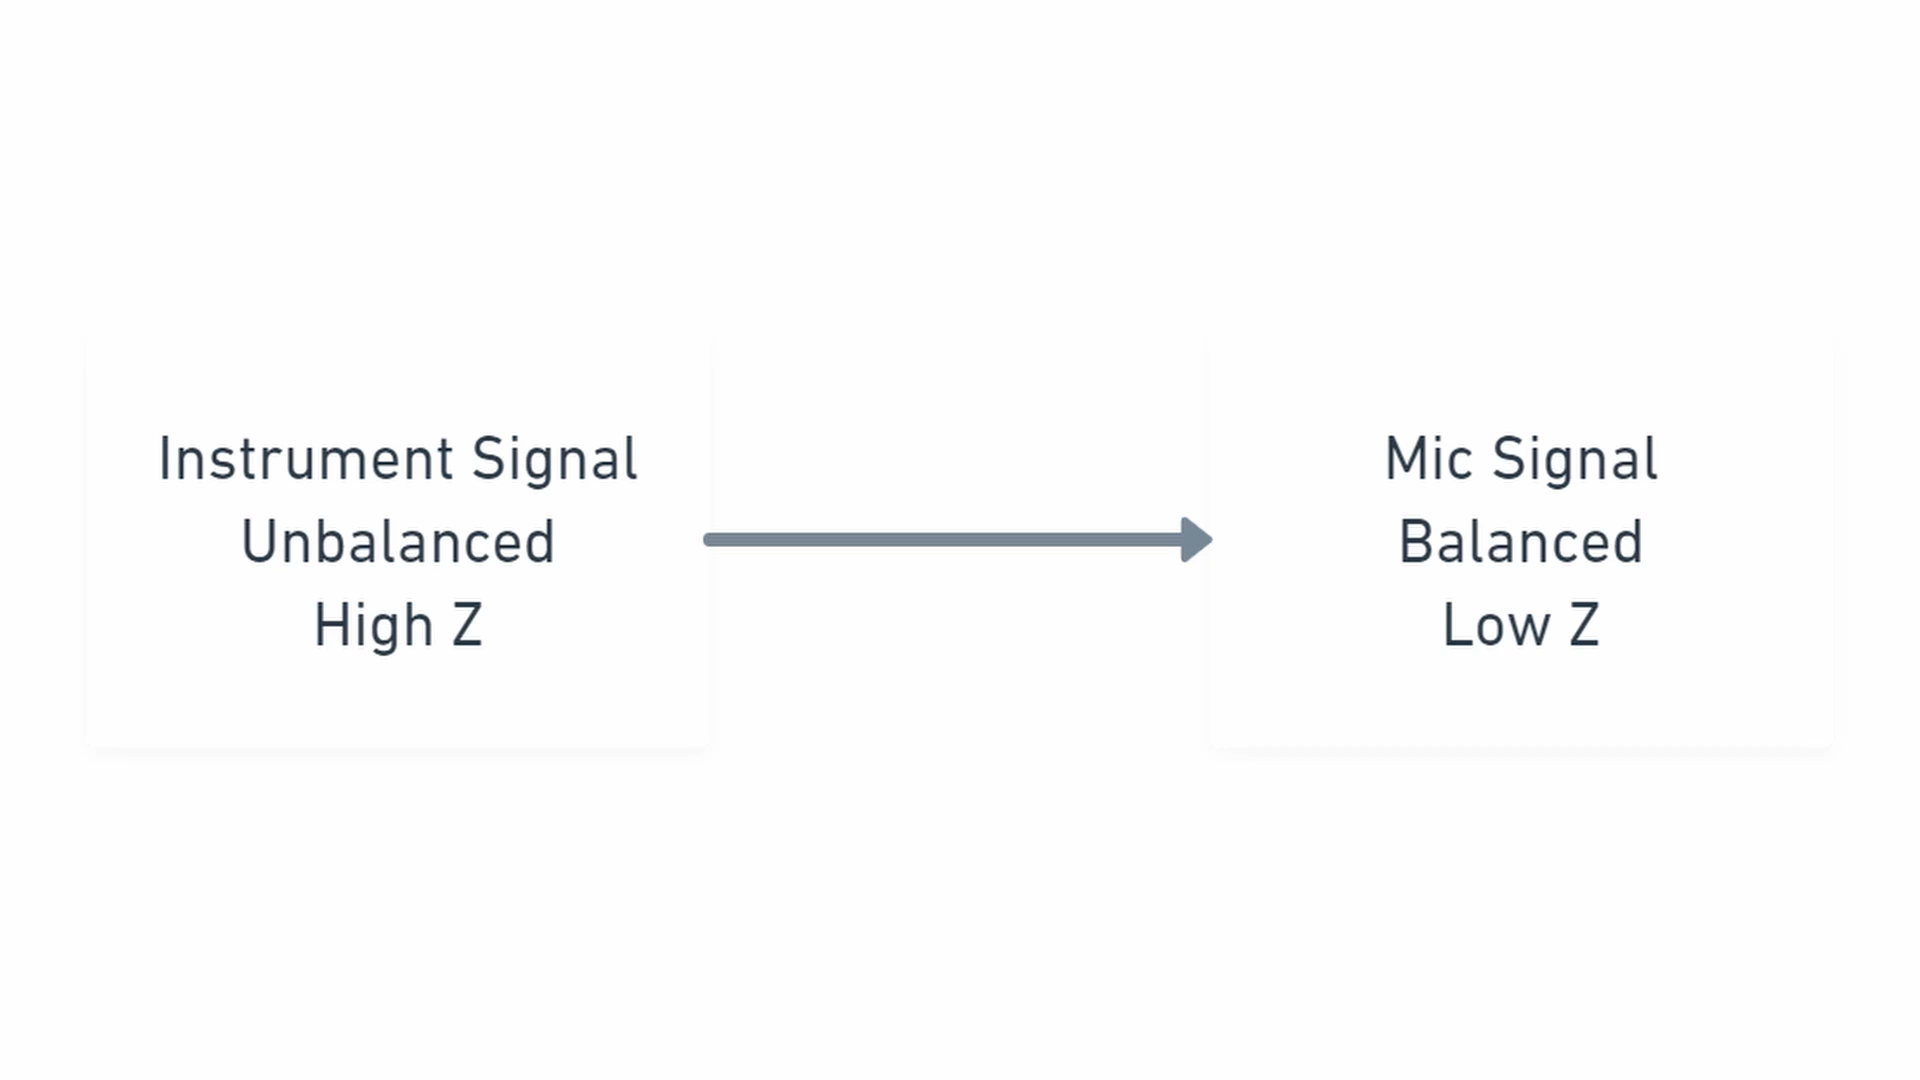 Instrument Signal
Unbalanced
High Z
Mic Signal
Balanced
Low Z